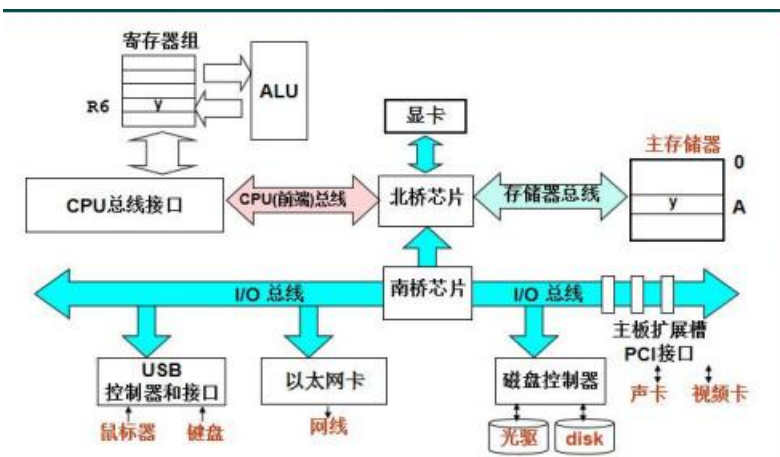 寄存器组
ALU
R6
y
显卡
主存储器
0
CPU总线接口
CPU(前端)总线
北桥芯片
存储器总线
y
A
I/O 总线
南桥芯片
I/O 总线
主板扩展槽
PCI接口
USB
控制器和接口
以太网卡
磁盘控制器
声卡
视频卡
鼠标器
键盘
网线
光驱
disk